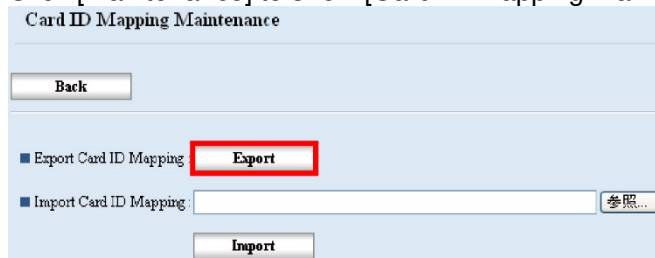 Card ID Mapping Maintenance
Back
Export Card ID Mapping : Export
Import Card ID Mapping : 参照...
Import